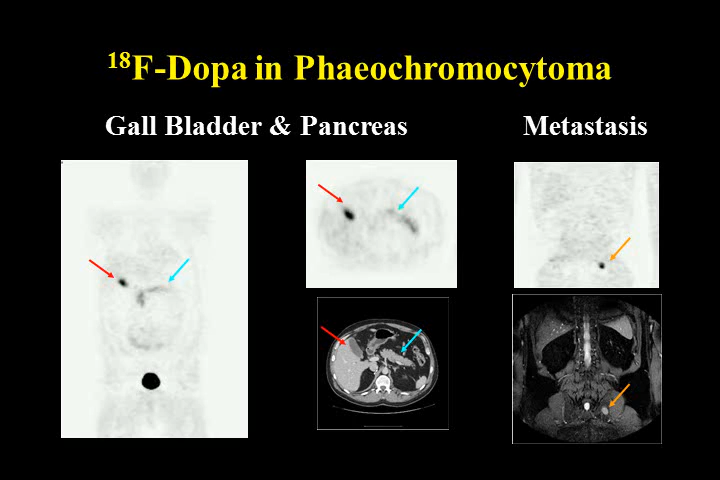 ¹⁸F-Dopa in Phaeochromocytoma
Gall Bladder & Pancreas
Metastasis